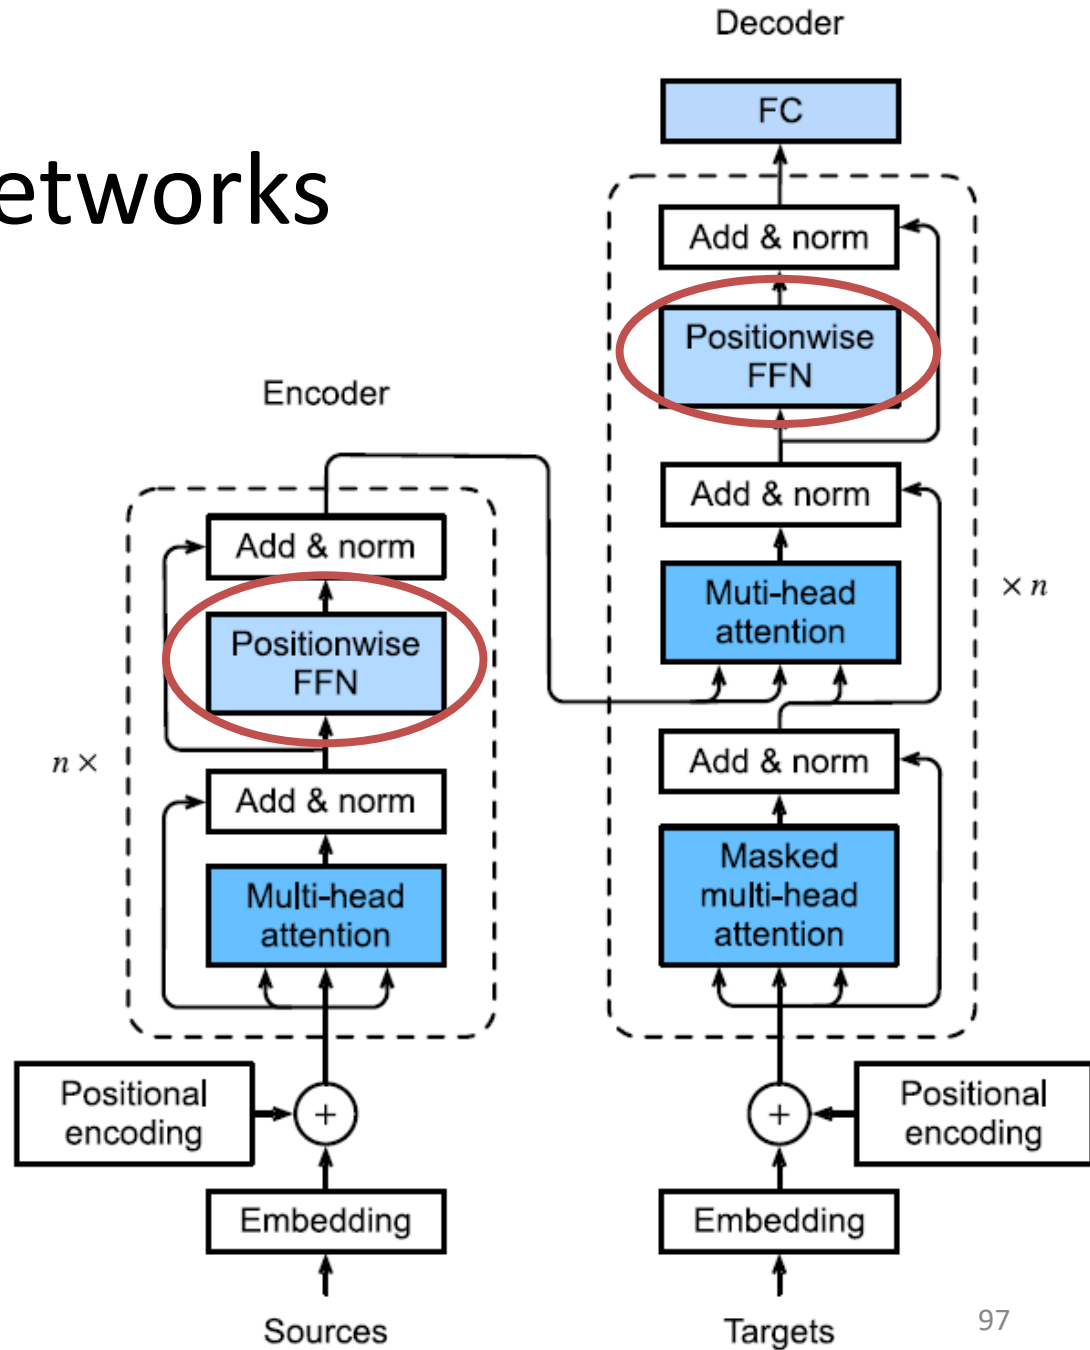 etworks
Decoder
FC
Add & norm
Positionwise
FFN
Add & norm
Muti-head
attention
× n
Add & norm
Masked
multi-head
attention
Positional
encoding
+
Embedding
Targets
Encoder
Add & norm
Positionwise
FFN
n ×
Add & norm
Multi-head
attention
Positional
encoding
+
Embedding
Sources
97